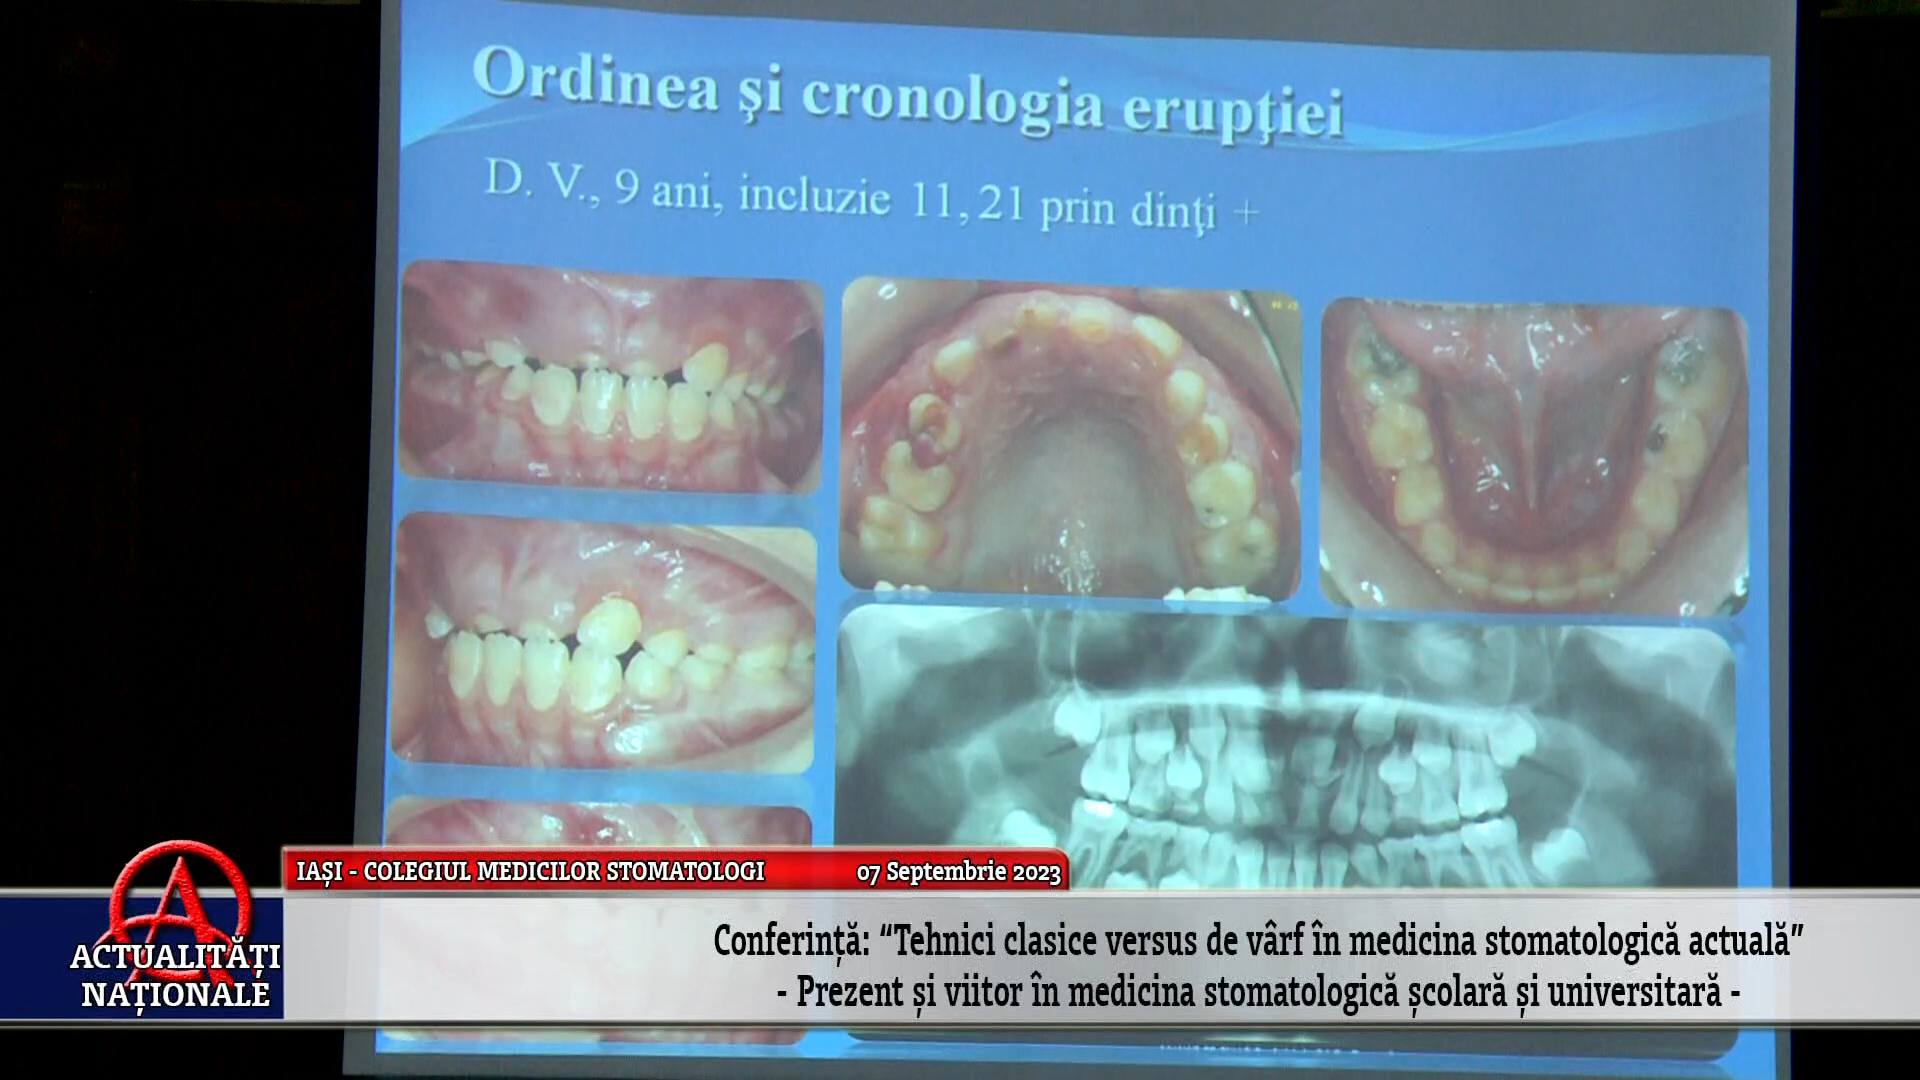 Ordinea şi cronologia erupţiei
D. V., 9 ani, incluzie 11, 21 prin dinţi +
IAȘI - COLEGIUL MEDICILOR STOMATOLOGI
07 Septembrie 2023
ACTUALITĂȚI
NAȚIONALE
Conferință: “Tehnici clasice versus de vârf în medicina stomatologică actuală”
- Prezent și viitor în medicina stomatologică școlară și universitară -